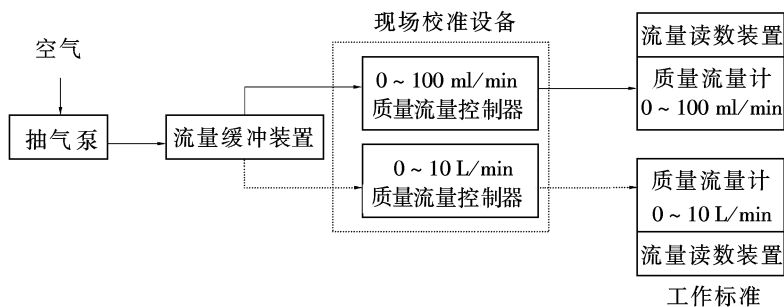 现场校准设备
空气
抽气泵
流量缓冲装置
0~100 ml/min
质量流量控制器
0~10 L/min
质量流量控制器
流量读数装置
质量流量计
0~100 ml/min
质量流量计
0~10 L/min
流量读数装置
工作标准